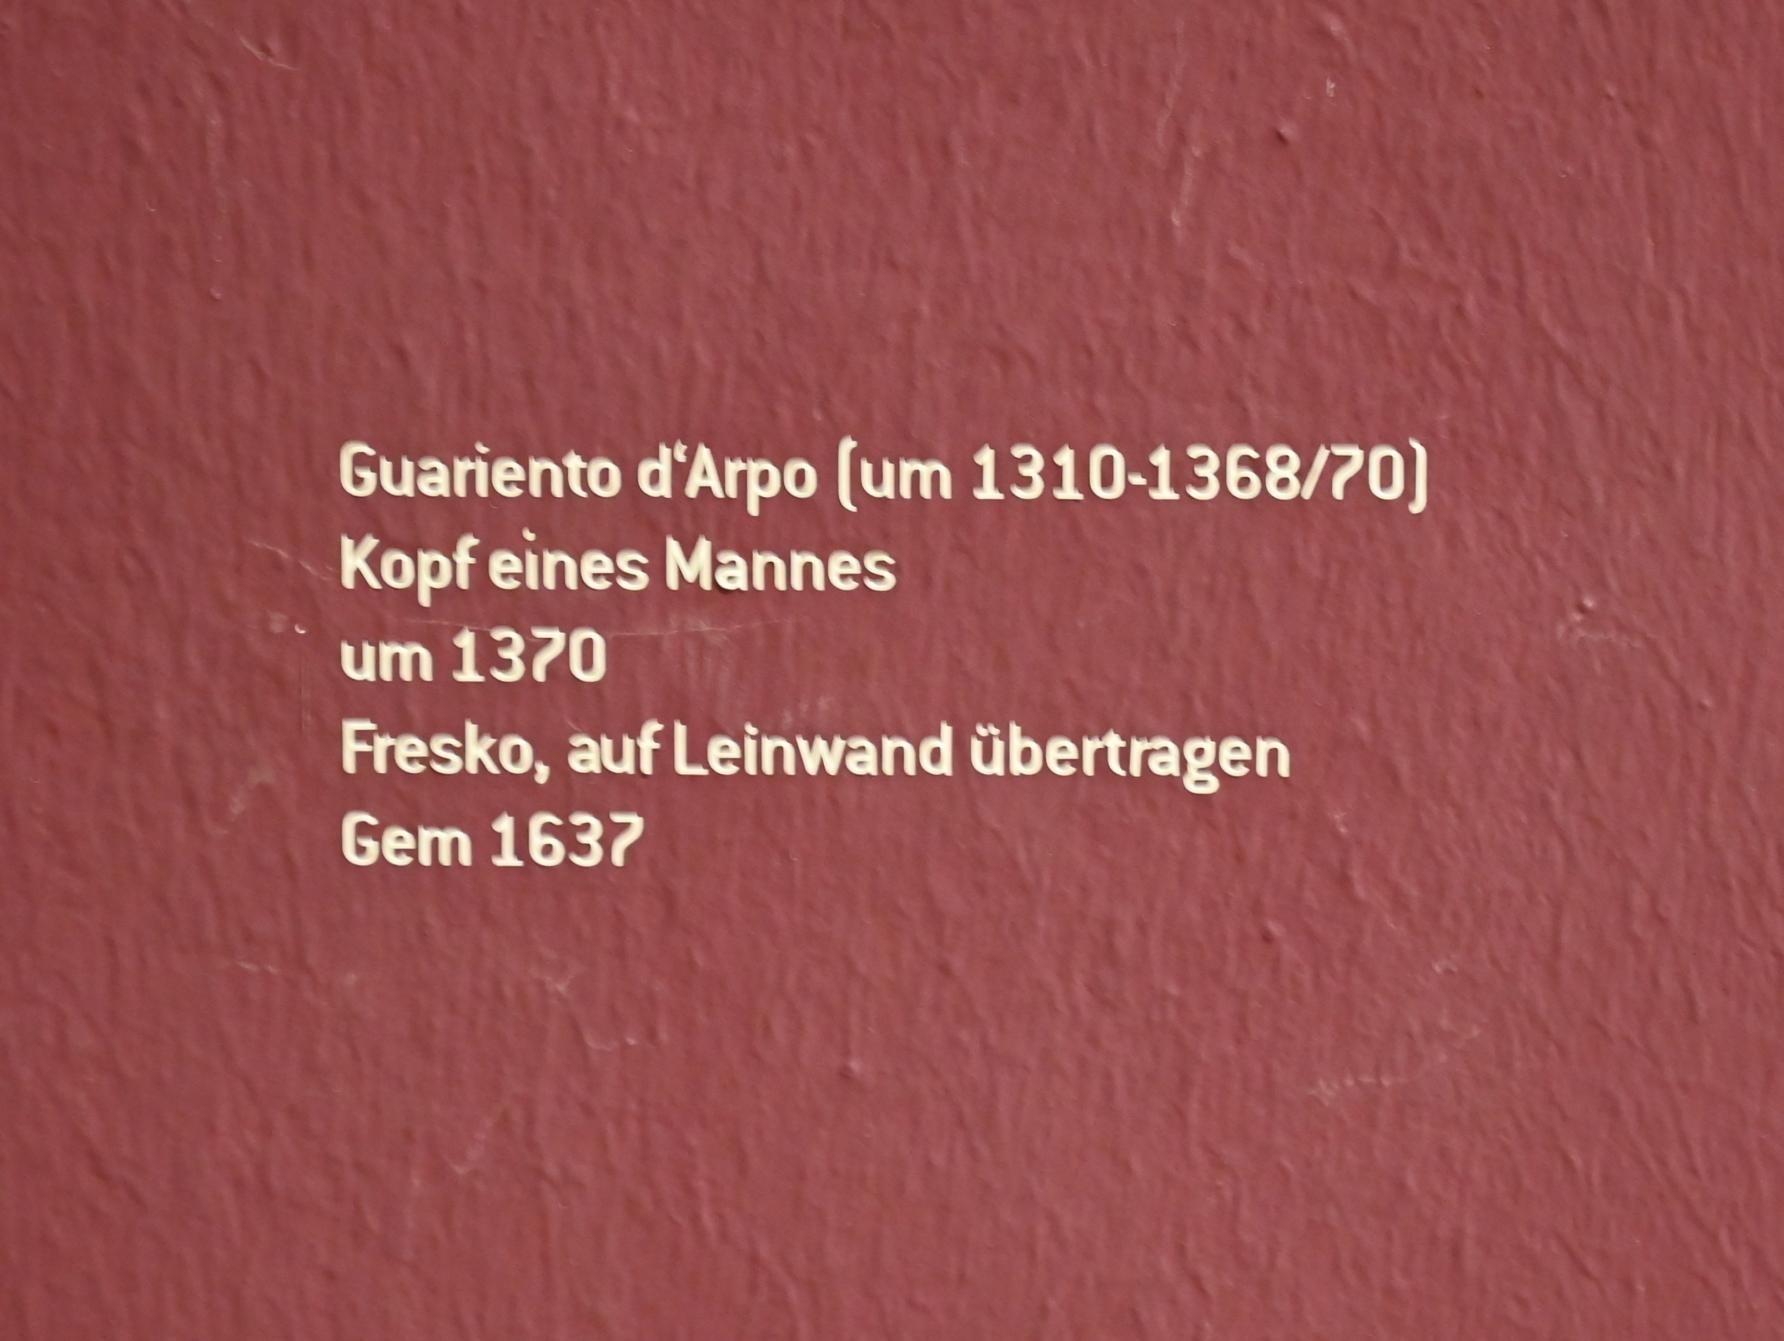 Guariento d‘Arpo (um 1310-1368/70)
Kopf eines Mannes
um 1370
Fresko, auf Leinwand übertragen
Gem 1637